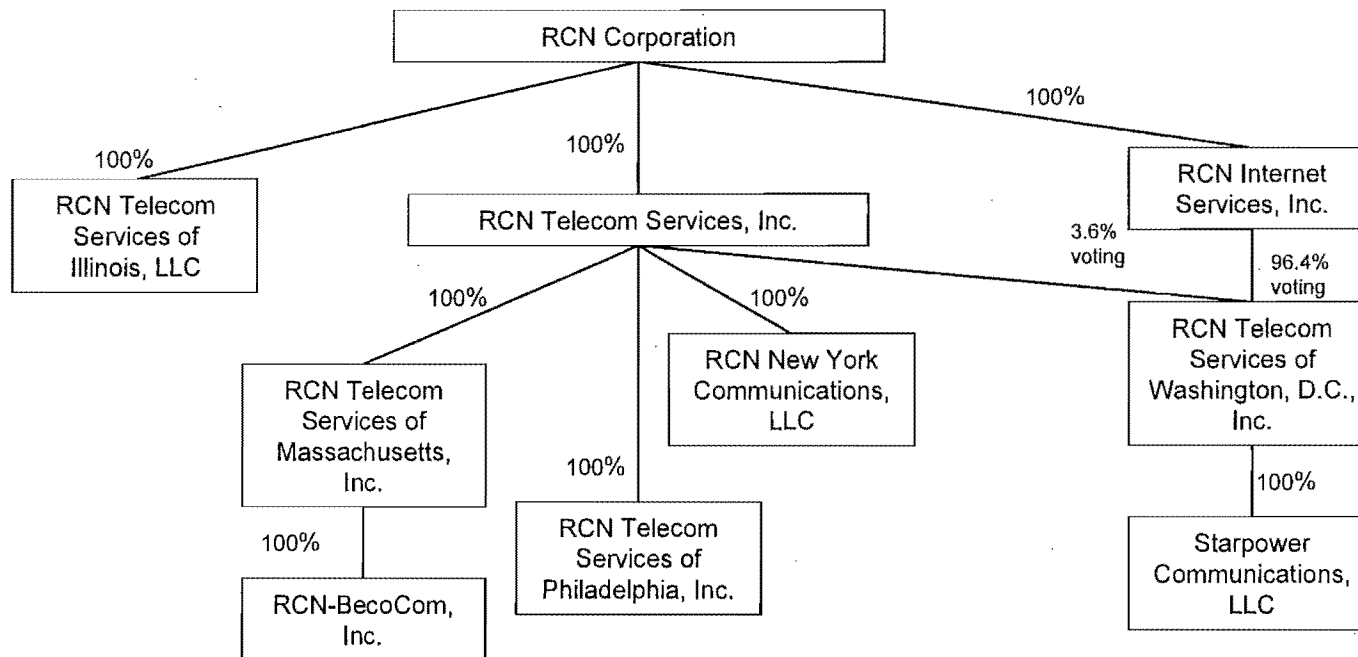 RCN Corporation
100%
100%
100%
RCN Telecom
Services of
Illinois, LLC
RCN Telecom Services, Inc.
RCN Internet
Services, Inc.
3.6%
voting
96.4%
voting
100%
100%
RCN Telecom
Services of
Massachusetts,
Inc.
RCN New York
Communications,
LLC
RCN Telecom
Services of
Washington, D.C.,
Inc.
100%
100%
100%
RCN-BecoCom,
Inc.
RCN Telecom
Services of
Philadelphia, Inc.
Starpower
Communications,
LLC